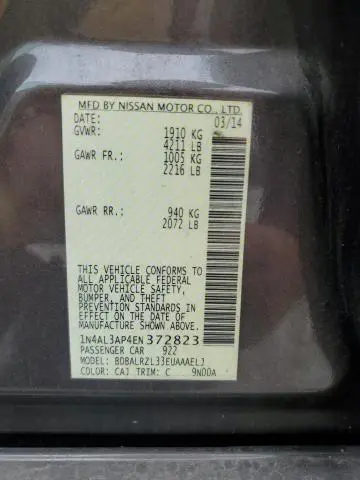 MFD BY NISSAN MOTOR CO., LTD.
DATE: 03/14
GVWR: 1910 KG
4211 LB
GAWR FR.: 1005 KG
2216 LB
GAWR RR.: 940 KG
2072 LB
THIS VEHICLE CONFORMS TO
ALL APPLICABLE FEDERAL
MOTOR VEHICLE SAFETY,
BUMPER, AND THEFT
PREVENTION STANDARDS IN
EFFECT ON THE DATE OF
MANUFACTURE SHOWN ABOVE.
1N4AL3AP4EN372823
PASSENGER CAR 922
MODEL: BDBALRZL33EUAAAELJ
COLOR: CAJ TRIM: C 9N00A